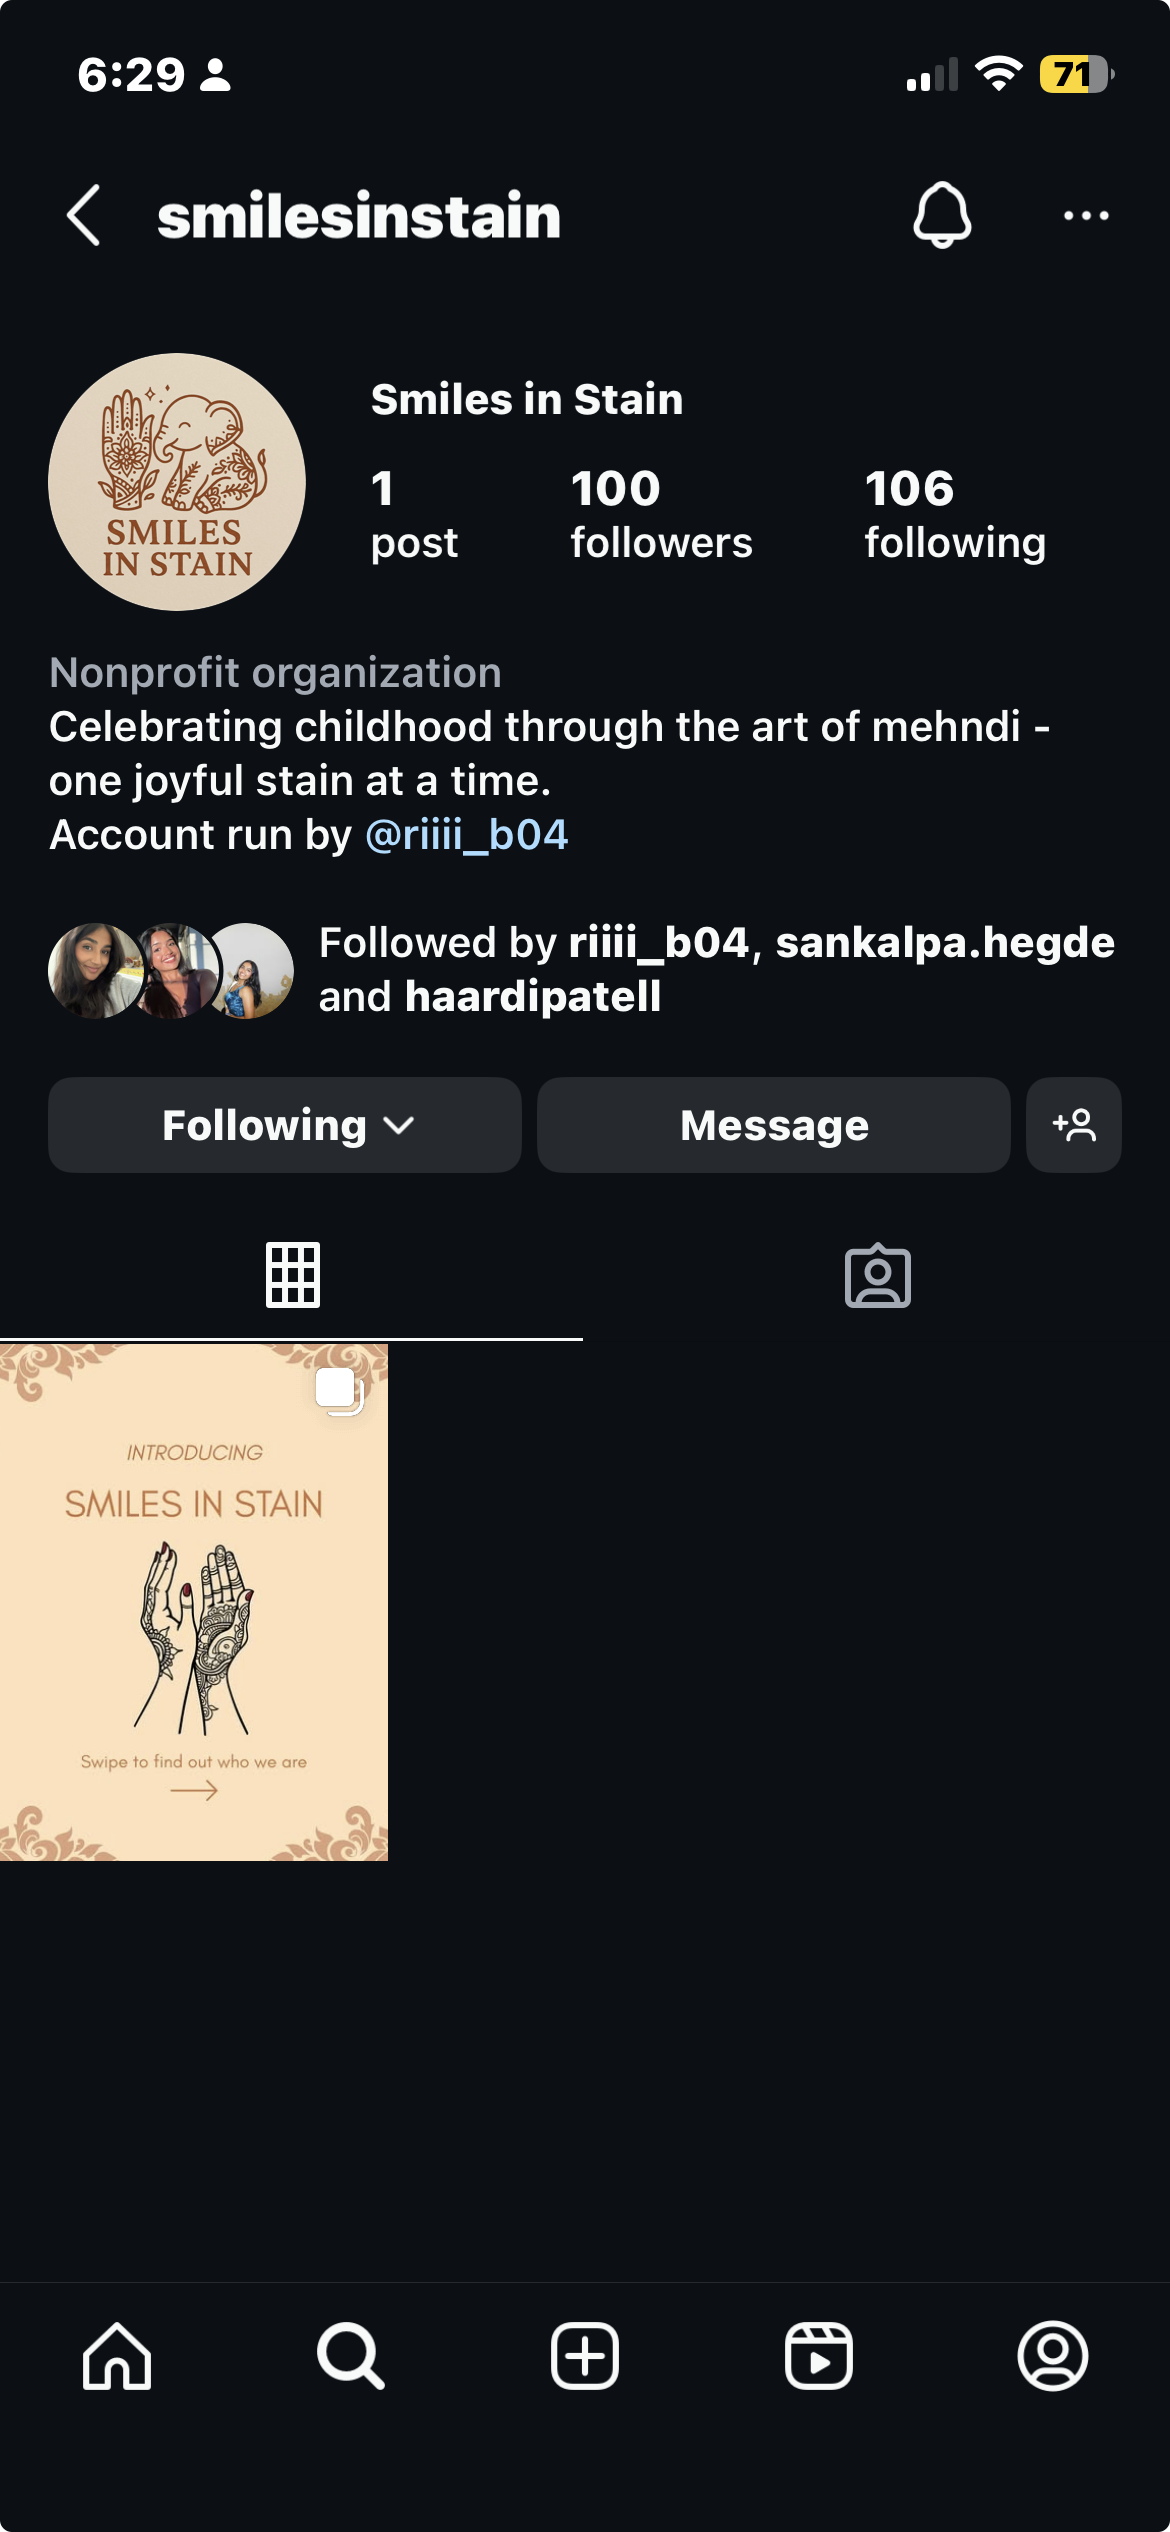 6:29
71
smilesinstain
SMILES
IN STAIN
Smiles in Stain
1 100 106
post followers following
Nonprofit organization
Celebrating childhood through the art of mehndi -
one joyful stain at a time.
Account run by @riiii_b04
Followed by riiii_b04, sankalpa.hegde
and haardipatell
Following Message
INTRODUCING
SMILES IN STAIN
Swipe to find out who we are